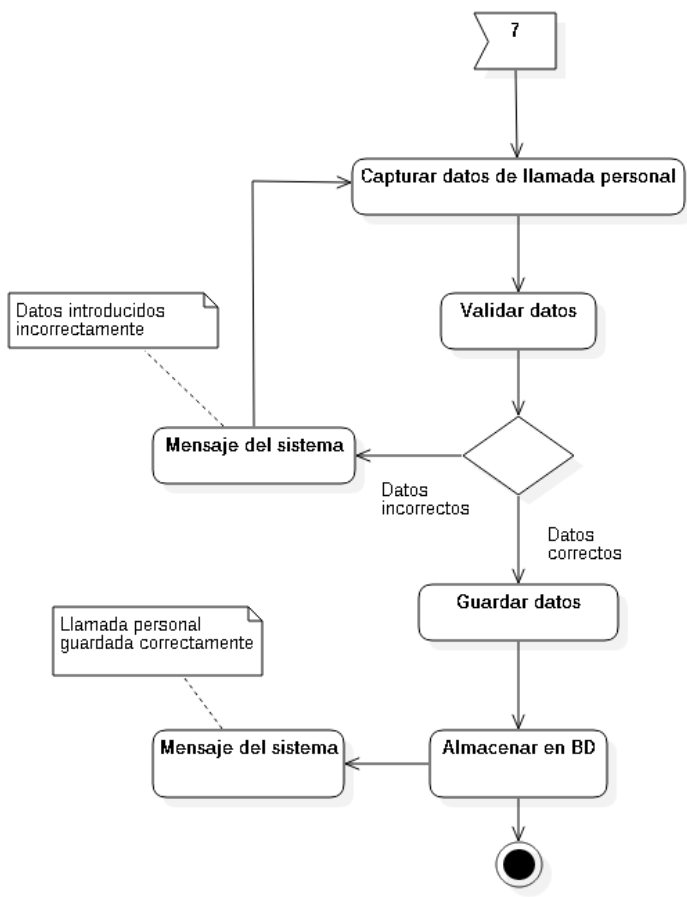 7
Capturar datos de llamada personal
Validar datos
Datos introducidos
incorrectamente
Mensaje del sistema
Datos
incorrectos
Datos
correctos
Guardar datos
Llamada personal
guardada correctamente
Mensaje del sistema
Almacenar en BD